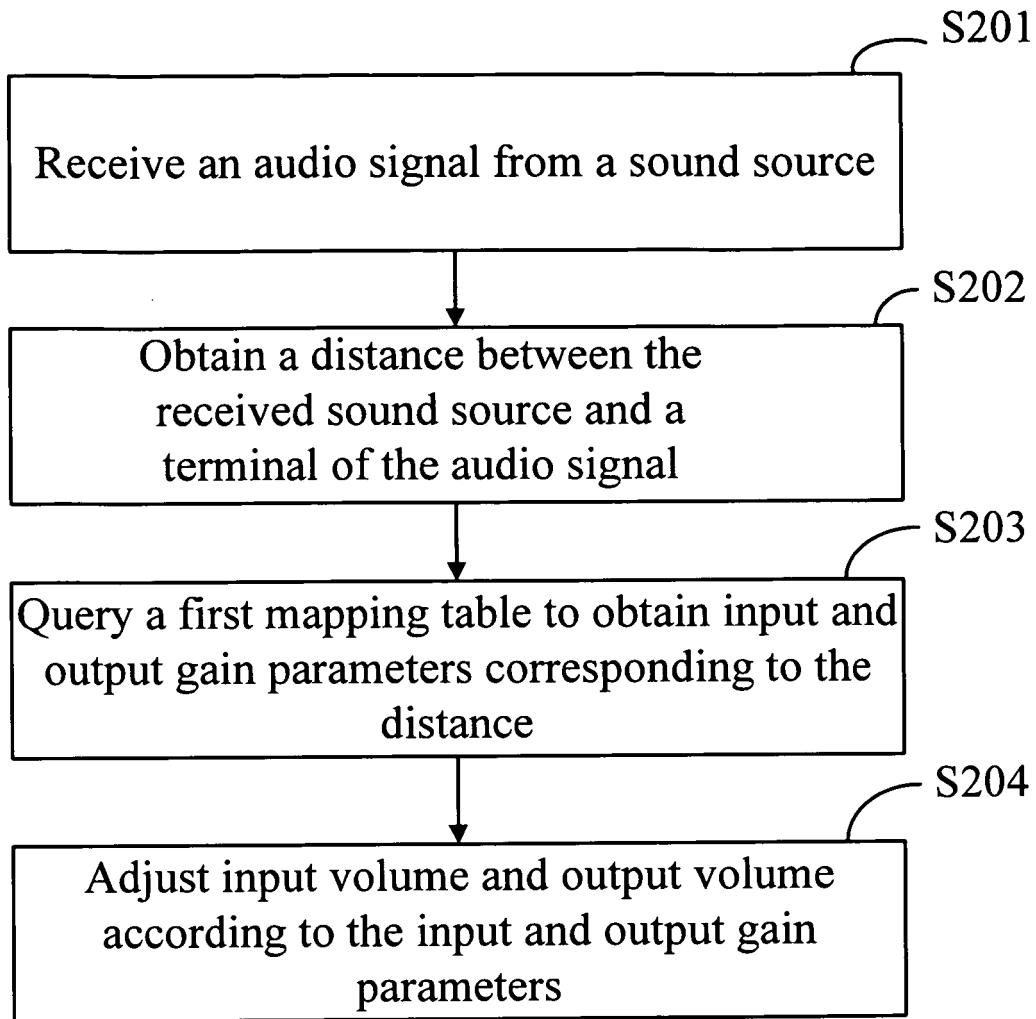 S201
Receive an audio signal from a sound source
S202
Obtain a distance between the
received sound source and a
terminal of the audio signal
S203
Query a first mapping table to obtain input and
output gain parameters corresponding to the
distance
S204
Adjust input volume and output volume
according to the input and output gain
parameters